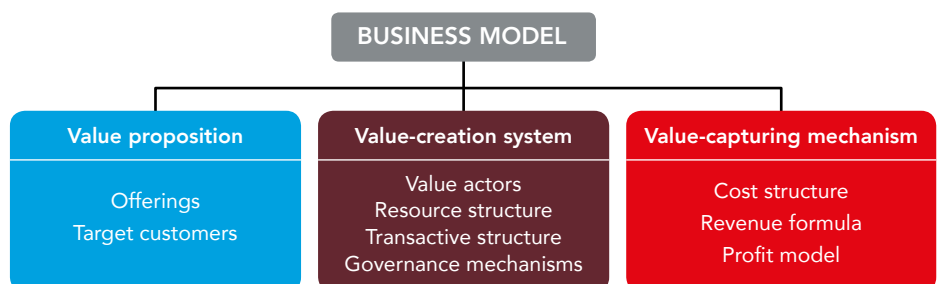 BUSINESS MODEL
Value proposition
Offerings
Target customers
Value-creation system
Value actors
Resource structure
Transactive structure
Governance mechanisms
Value-capturing mechanism
Cost structure
Revenue formula
Profit model